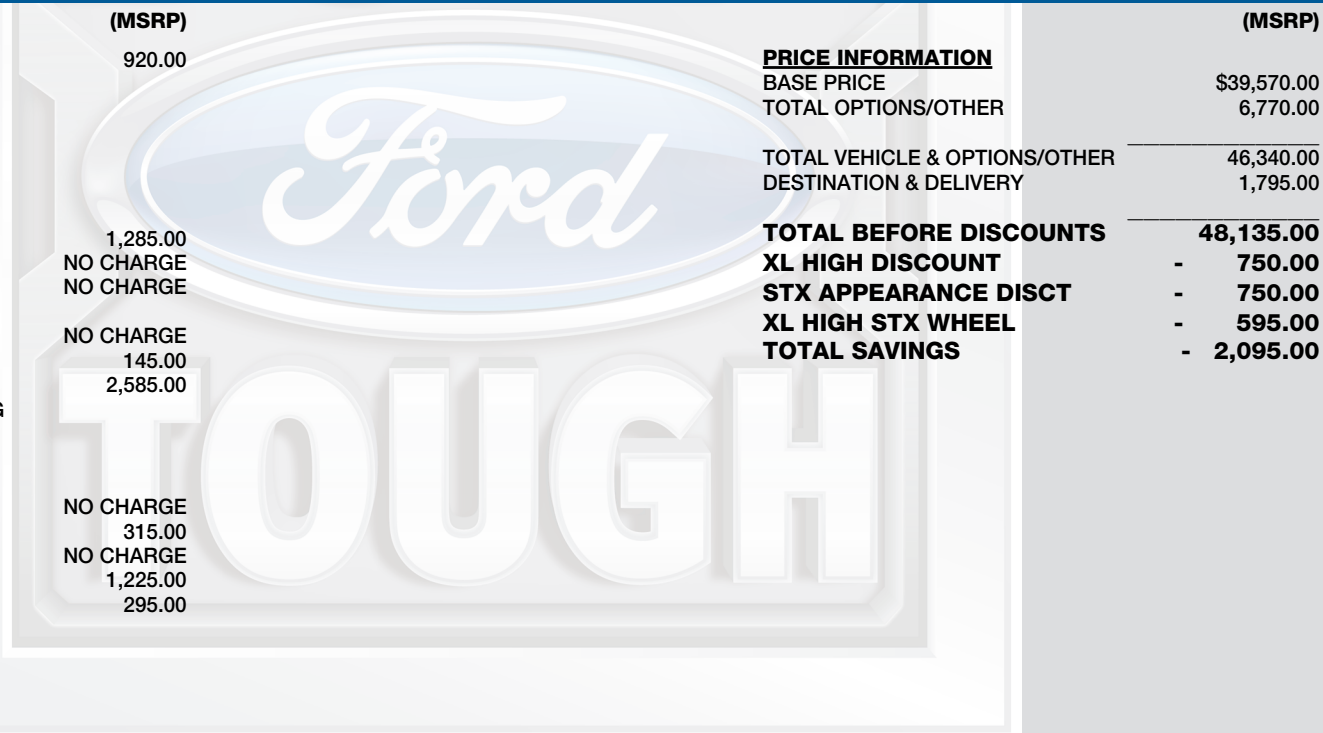 (MSRP)
920.00
1,285.00
NO CHARGE
NO CHARGE
NO CHARGE
145.00
2,585.00
G
NO CHARGE
315.00
NO CHARGE
1,225.00
295.00
Ford
TOUGH
(MSRP)
PRICE INFORMATION
BASE PRICE $39,570.00
TOTAL OPTIONS/OTHER 6,770.00
TOTAL VEHICLE & OPTIONS/OTHER 46,340.00
DESTINATION & DELIVERY 1,795.00
TOTAL BEFORE DISCOUNTS 48,135.00
XL HIGH DISCOUNT - 750.00
STX APPEARANCE DISCT - 750.00
XL HIGH STX WHEEL - 595.00
TOTAL SAVINGS - 2,095.00